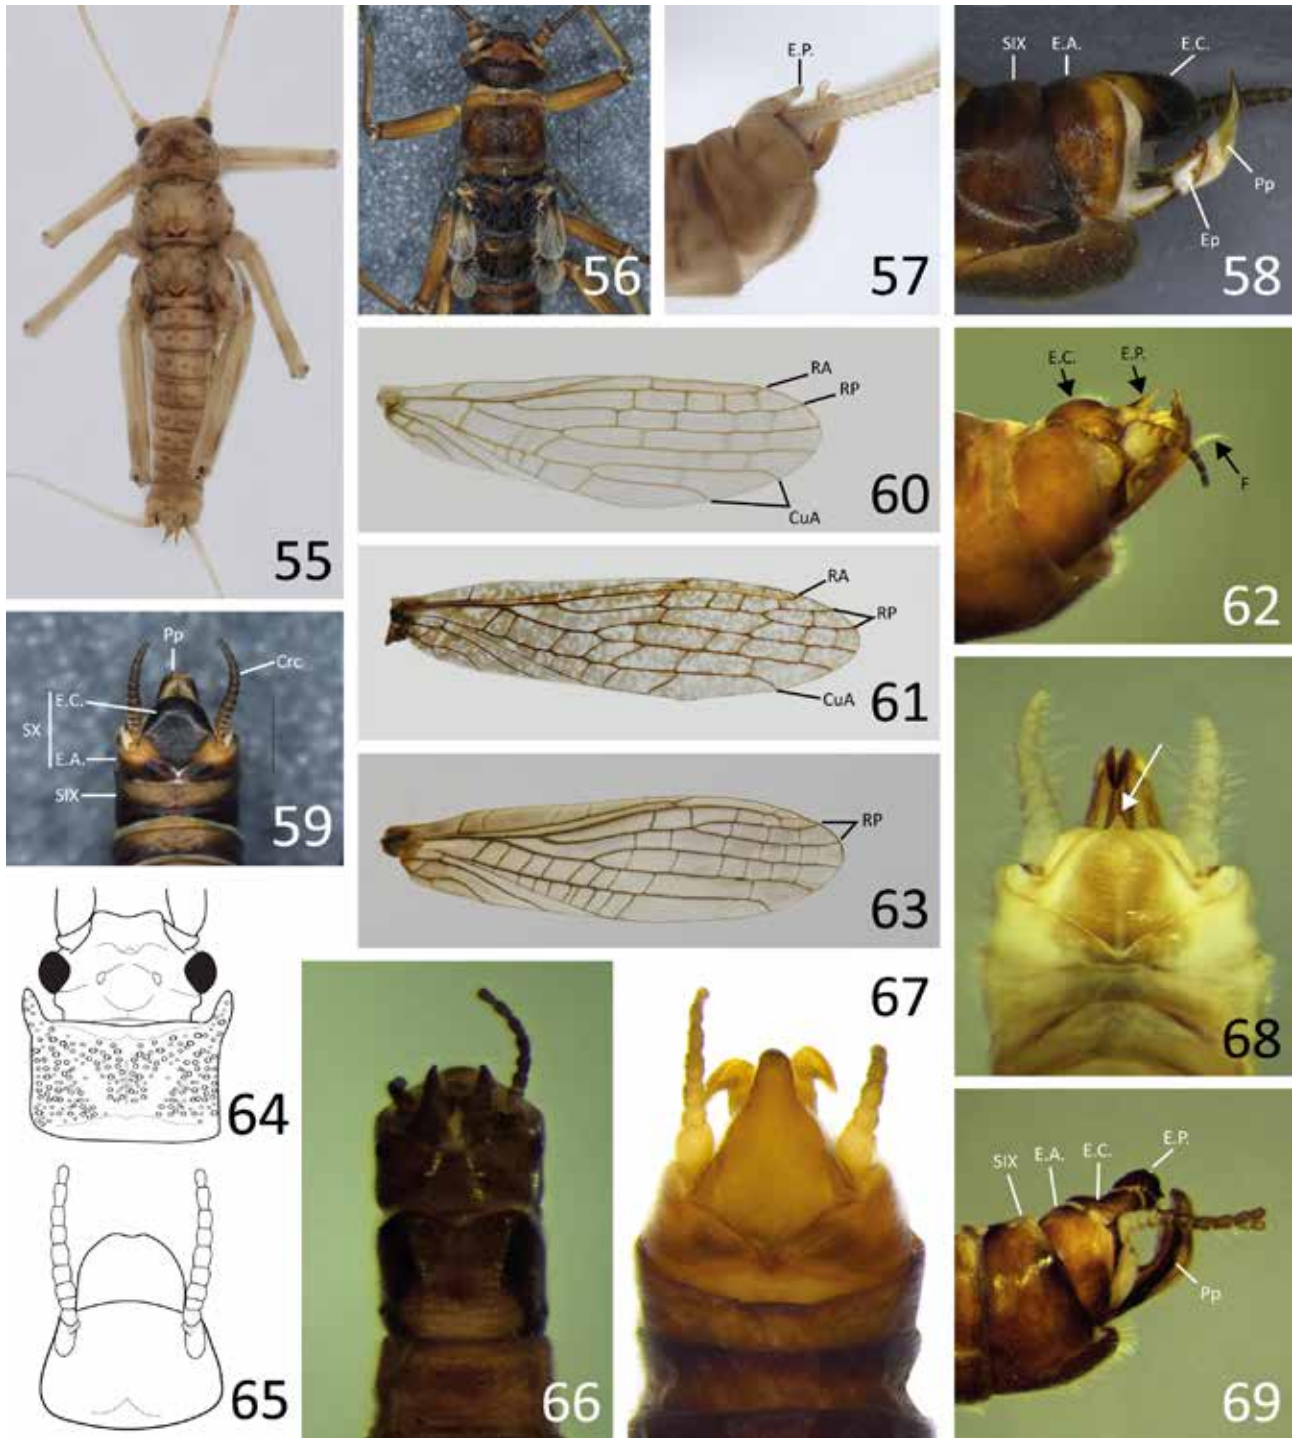 55
56
E.P.
57
SIX E.A. E.C.
Pp
Ep
58
RA
RP
CuA
60
RA
RP
CuA
61
E.C. E.P.
F
62
Pp
Crc
E.C.
SX
E.A.
SIX
59
RP
63
64
65
66
67
68
SIX E.A. E.C. E.P.
Pp
69